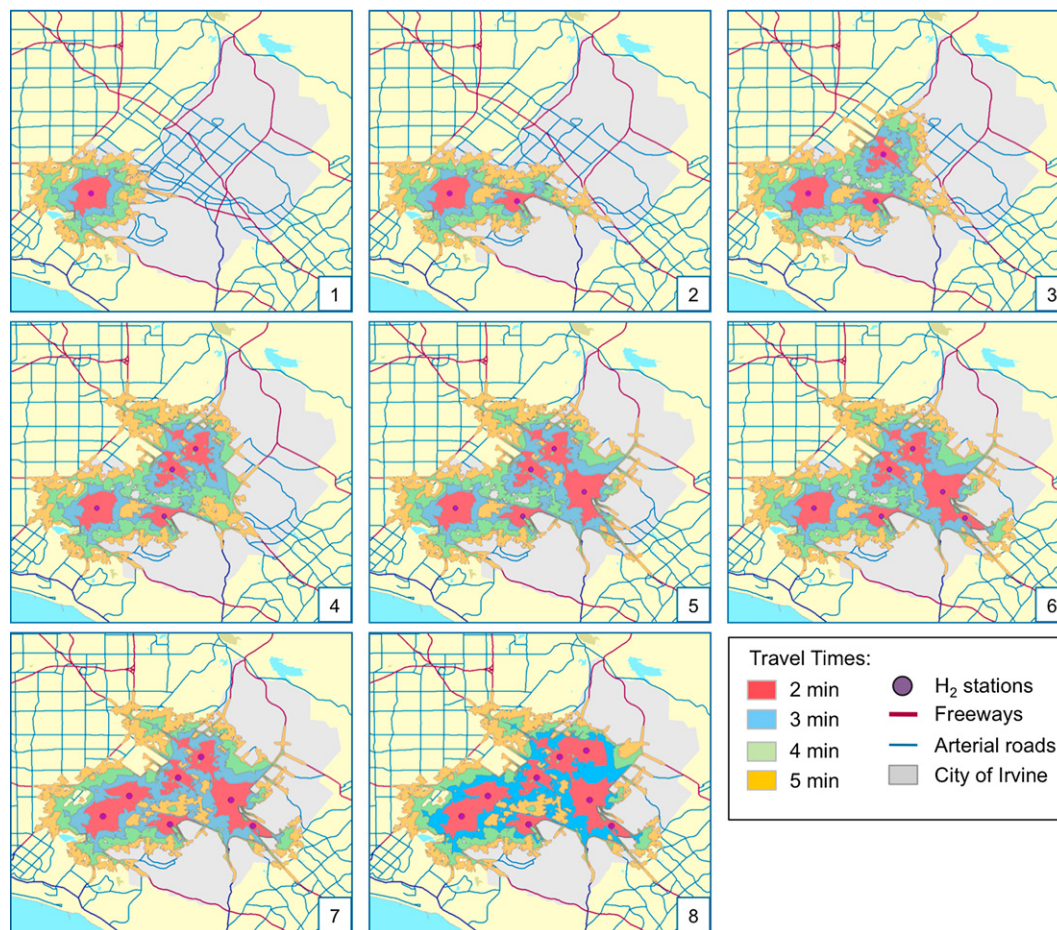 1
2
3
4
5
6
7
8
Travel Times:
2 min
3 min
4 min
5 min
H₂ stations
Freeways
Arterial roads
City of Irvine